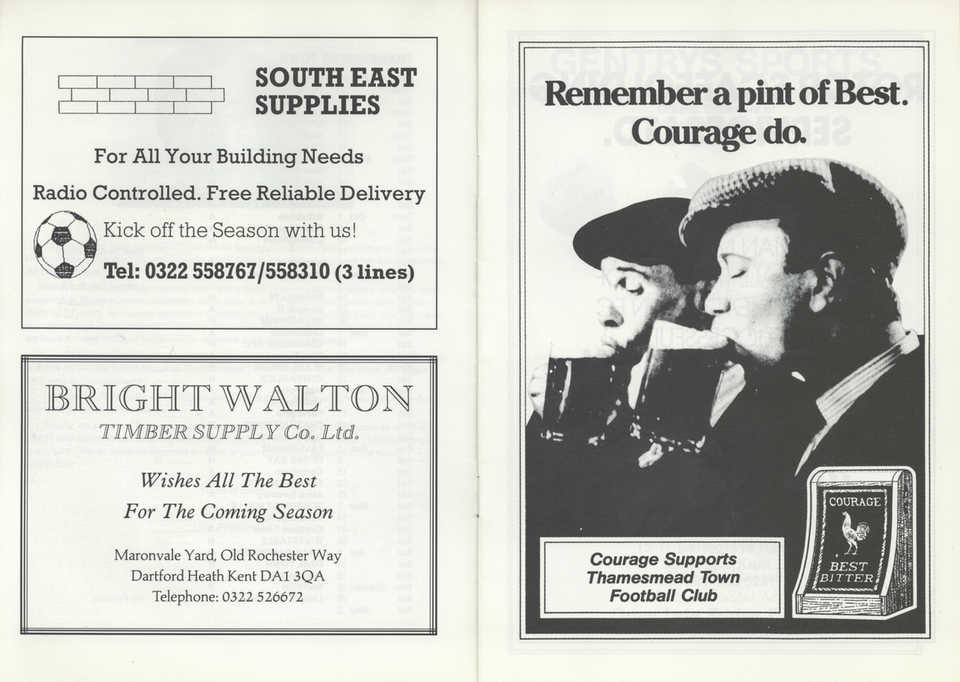 SOUTH EAST
SUPPLIES
For All Your Building Needs
Radio Controlled. Free Reliable Delivery
Kick off the Season with us!
Tel: 0322 558767/558310 (3 lines)
BRIGHT WALTON
TIMBER SUPPLY Co. Ltd.
Wishes All The Best
For The Coming Season
Maronvale Yard, Old Rochester Way
Dartford Heath Kent DA1 3QA
Telephone: 0322 526672
Remember a pint of Best.
Courage do.
COURAGE
BEST
BITTER
Courage Supports
Thamesmead Town
Football Club